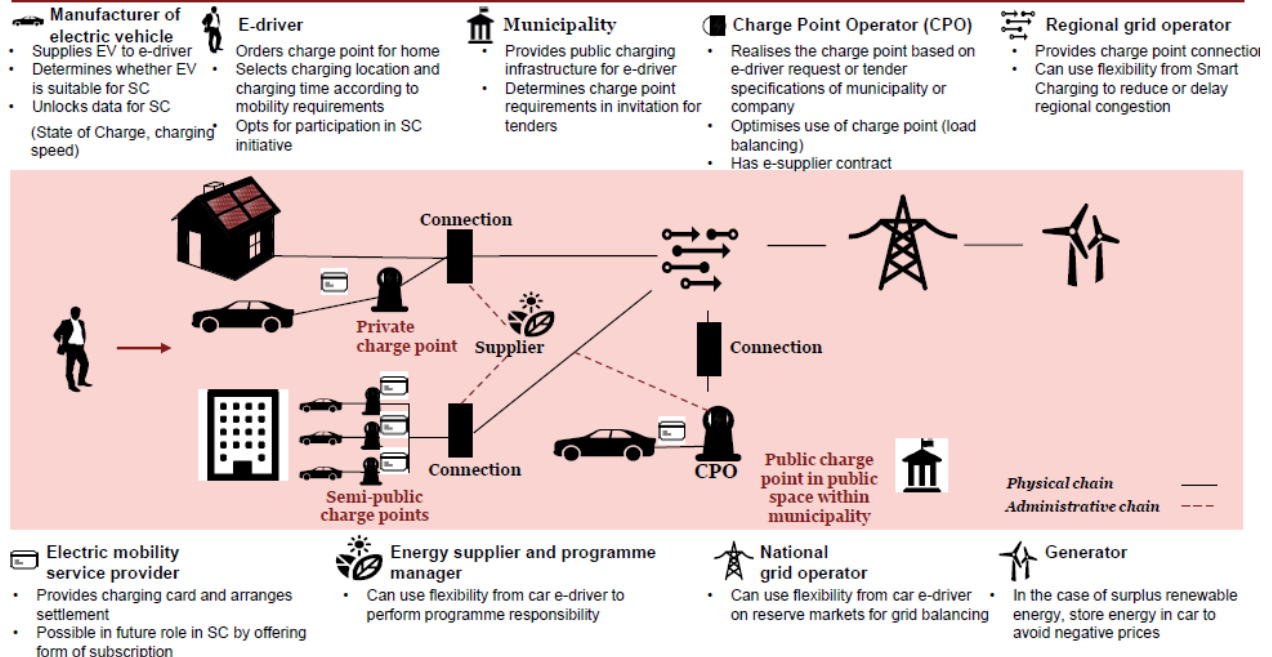 Manufacturer of
electric vehicle
• Supplies EV to e-driver
• Determines whether EV
is suitable for SC
• Unlocks data for SC
(State of Charge, charging
speed)
E-driver
• Orders charge point for home
• Selects charging location and
charging time according to
mobility requirements
• Opts for participation in SC
initiative
Municipality
• Provides public charging
infrastructure for e-driver
• Determines charge point
requirements in invitation for
tenders
Charge Point Operator (CPO)
• Realises the charge point based on
e-driver request or tender
specifications of municipality or
company
• Optimises use of charge point (load
balancing)
• Has e-supplier contract
Regional grid operator
• Provides charge point connection
• Can use flexibility from Smart
Charging to reduce or delay
regional congestion
Connection
Private
charge point
Supplier
Connection
Connection
Semi-public
charge points
CPO
Public charge
point in public
space within
municipality
Physical chain
Administrative chain
Electric mobility
service provider
• Provides charging card and arranges
settlement
• Possible in future role in SC by offering
form of subscription
Energy supplier and programme
manager
• Can use flexibility from car e-driver to
perform programme responsibility
National
grid operator
• Can use flexibility from car e-driver
on reserve markets for grid balancing
Generator
• In the case of surplus renewable
energy, store energy in car to
avoid negative prices